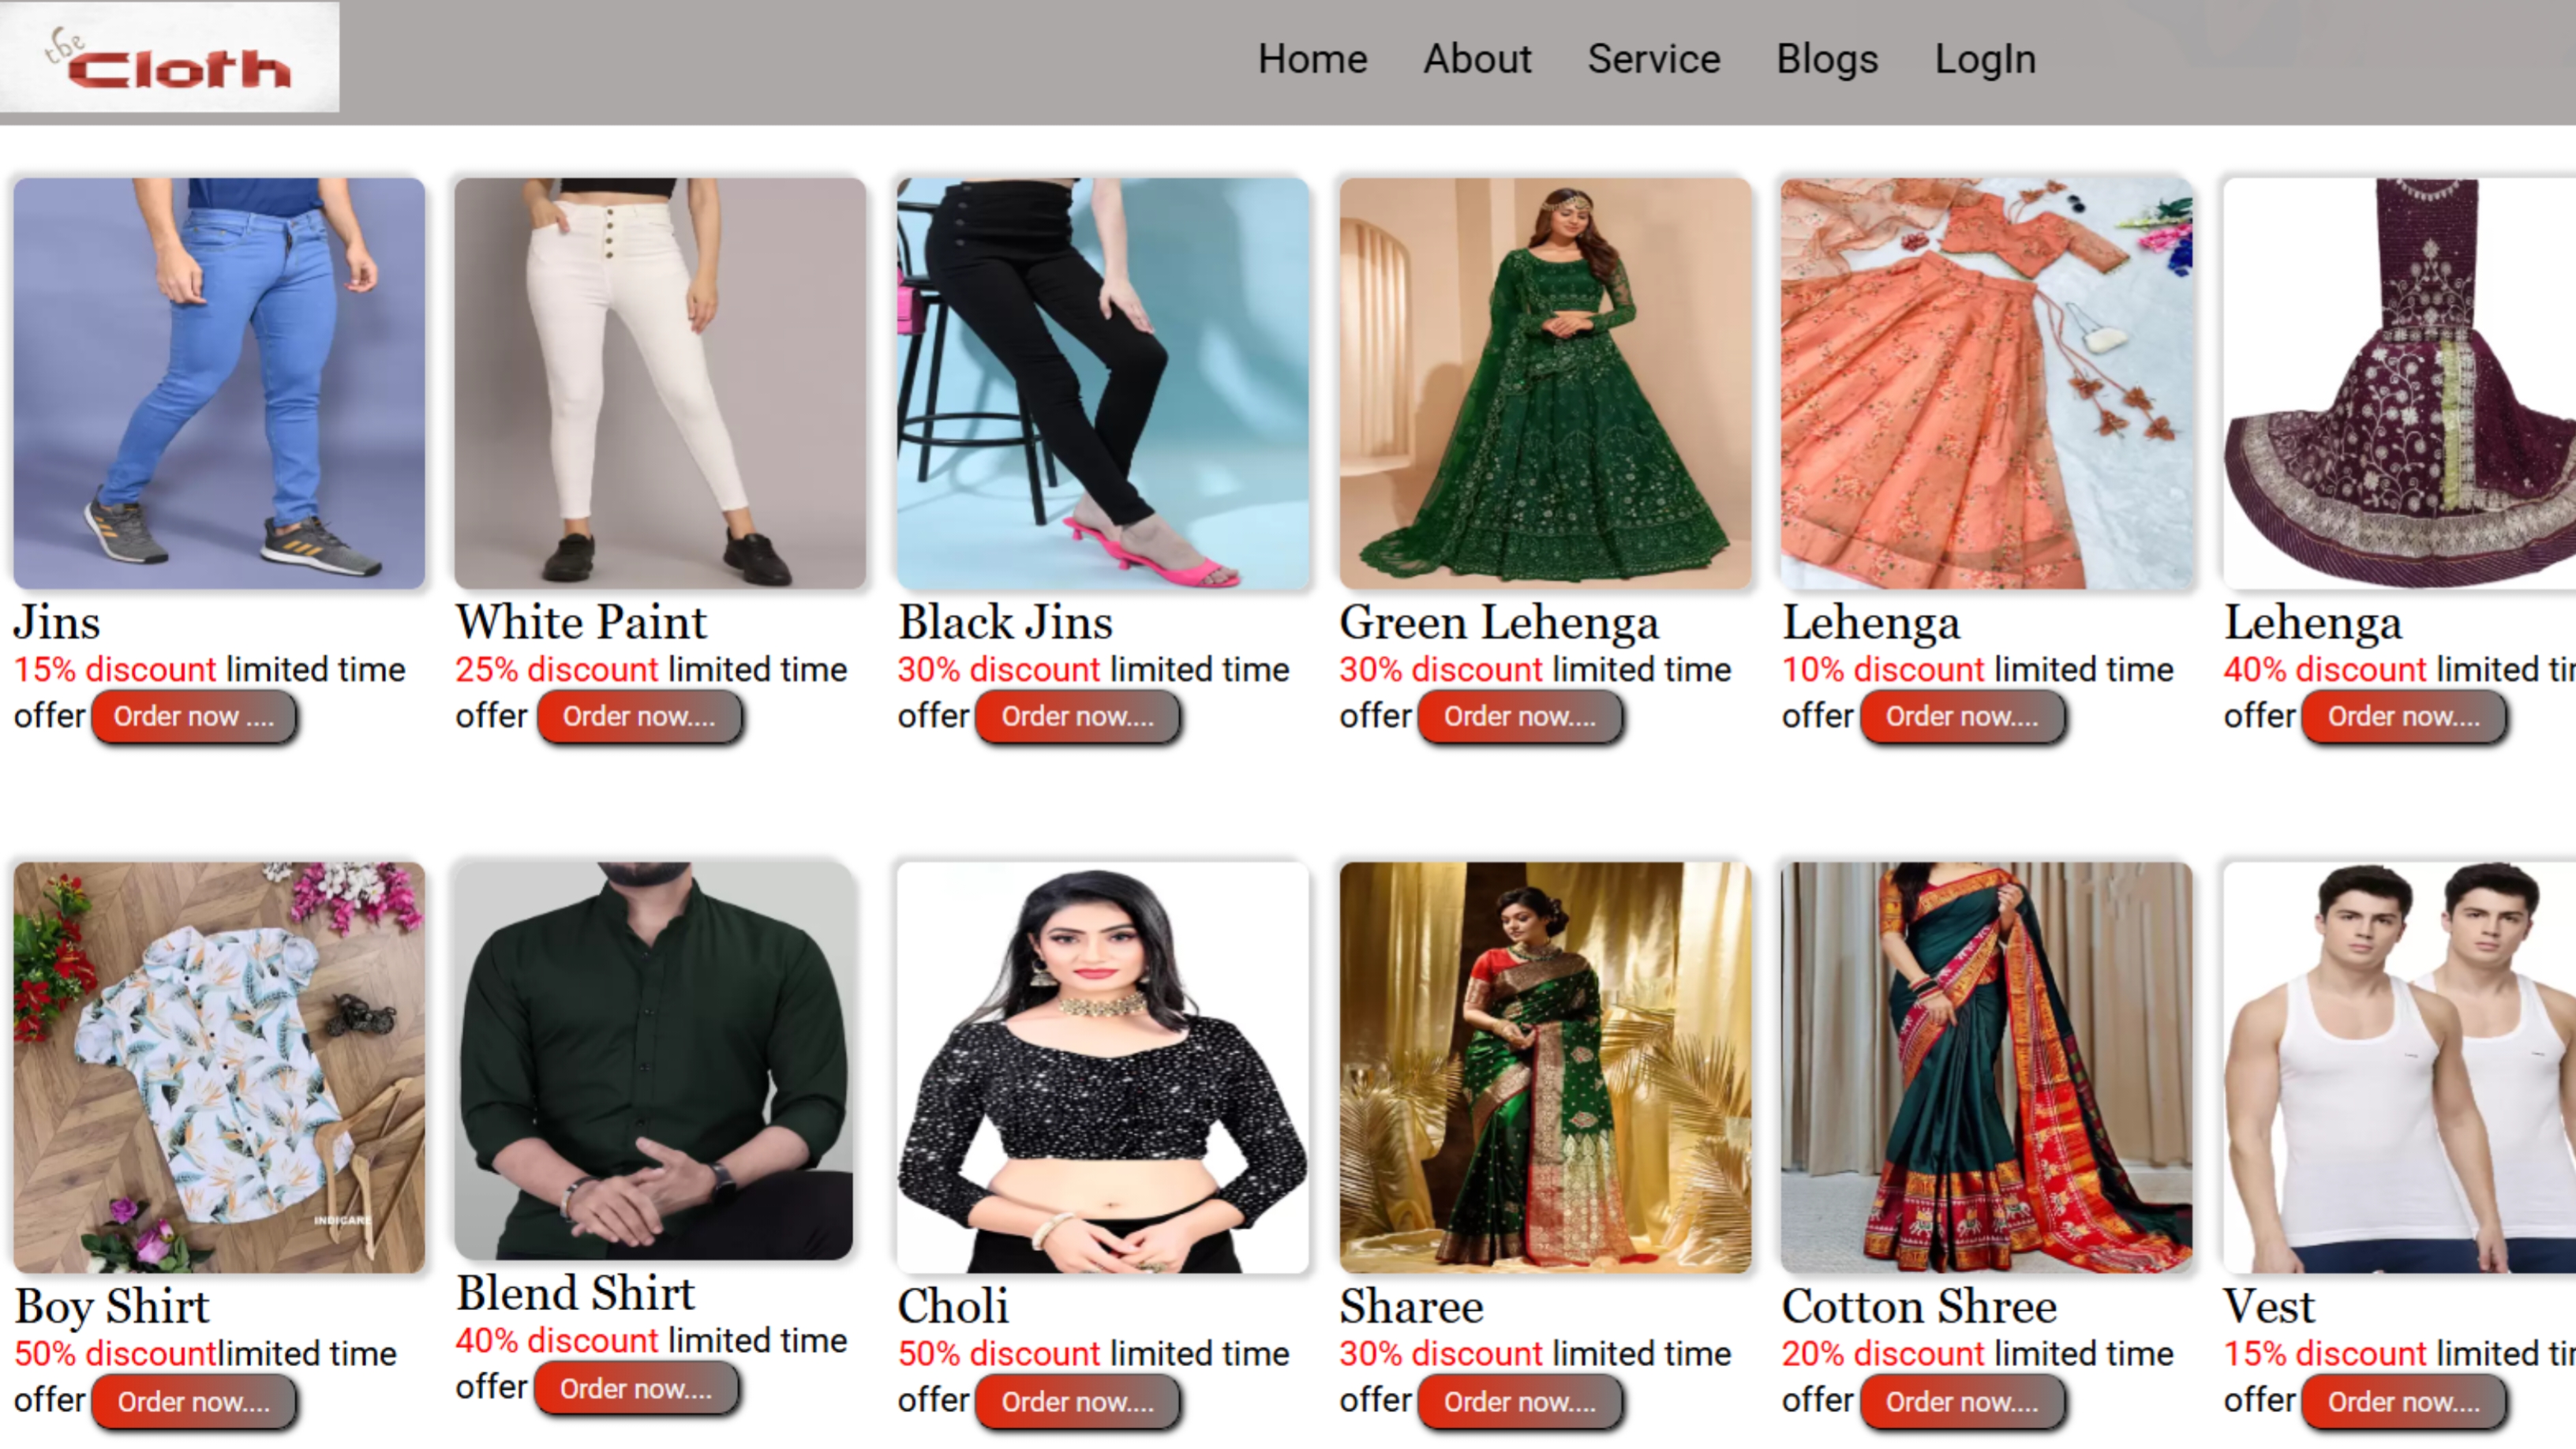 the
Cloth
Home About Service Blogs LogIn
Jins
15% discount limited time
offer Order now ....
White Paint
25% discount limited time
offer Order now....
Black Jins
30% discount limited time
offer Order now....
Green Lehenga
30% discount limited time
offer Order now....
Lehenga
10% discount limited time
offer Order now....
Lehenga
40% discount limited
offer Order now....
INDICARE
Boy Shirt
50% discountlimited time
offer Order now....
Blend Shirt
40% discount limited time
offer Order now....
Choli
50% discount limited time
offer Order now....
Sharee
30% discount limited time
offer Order now....
Cotton Shree
20% discount limited time
offer Order now....
Vest
15% discount limited
offer Order now....